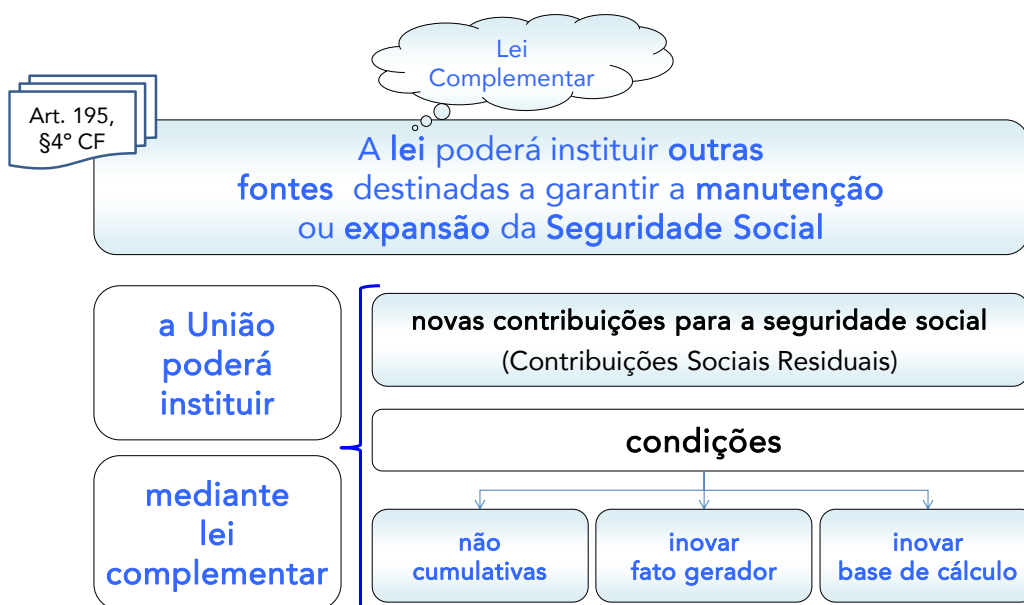 Lei
Complementar
Art. 195,
§4º CF
A lei poderá instituir outras
fontes destinadas a garantir a manutenção
ou expansão da Seguridade Social
a União
poderá
instituir
mediante
lei
complementar
novas contribuições para a seguridade social
(Contribuições Sociais Residuais)
condições
não
cumulativas
inovar
fato gerador
inovar
base de cálculo